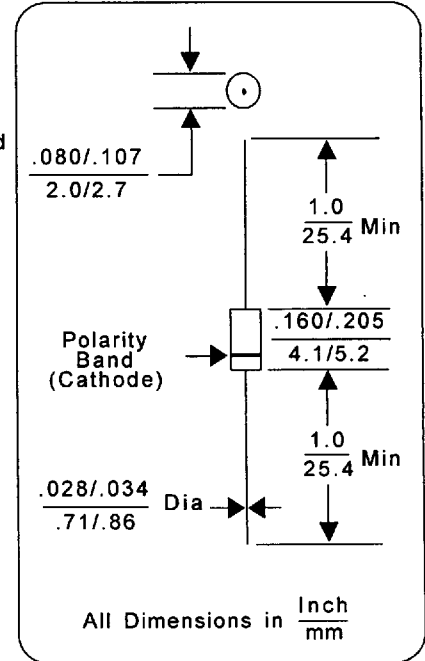 d
.080/.107
2.0/2.7
1.0
25.4 Min
.160/.205
4.1/5.2
Polarity
Band
(Cathode)
1.0
25.4 Min
.028/.034 Dia
.71/.86
All Dimensions in Inch
mm